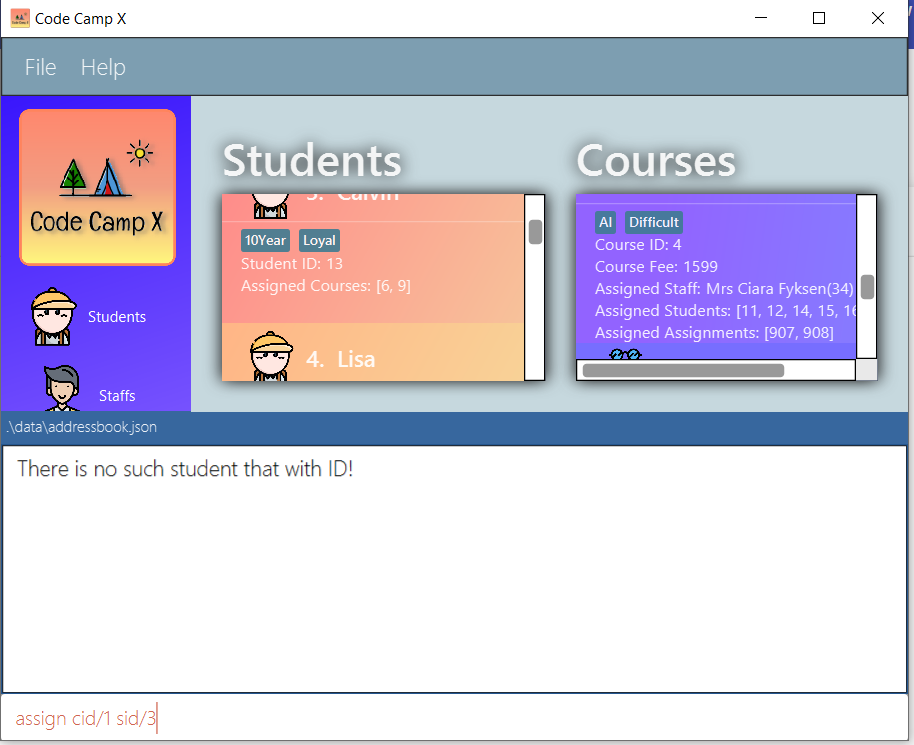 Code Camp X
File Help
Code Camp X
Students
Staffs
Students
3. Calvin
10Year Loyal
Student ID: 13
Assigned Courses: [6, 9]
4. Lisa
Courses
AI Difficult
Course ID: 4
Course Fee: 1599
Assigned Staff: Mrs Ciara Fyksen(34)
Assigned Students: [11, 12, 14, 15, 16
Assigned Assignments: [907, 908]
.\data\addressbook.json
There is no such student that with ID!
assign cid/1 sid/3